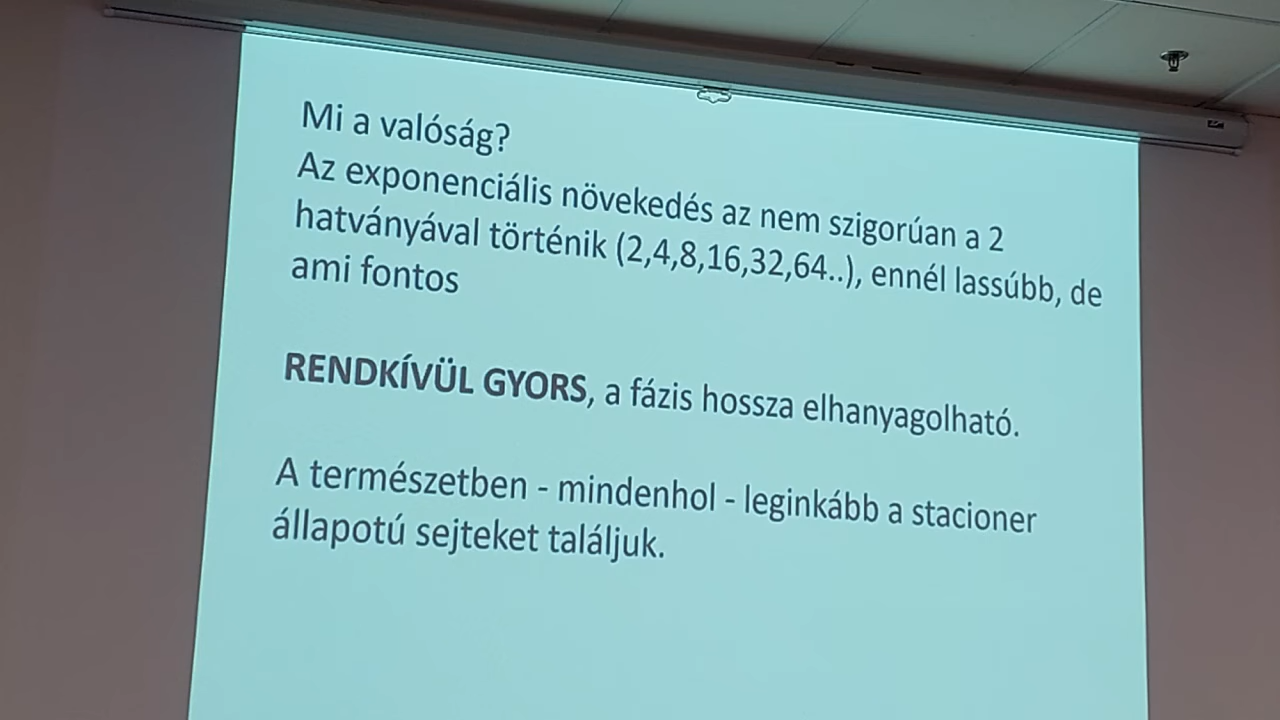 Mi a valóság?
Az exponenciális növekedés az nem szigorúan a 2
hatványával történik (2,4,8,16,32,64..), ennél lassúbb, de
ami fontos
RENDKÍVÜL GYORS, a fázis hossza elhanyagolható.
A természetben - mindenhol - leginkább a stacioner
állapotú sejteket találjuk.